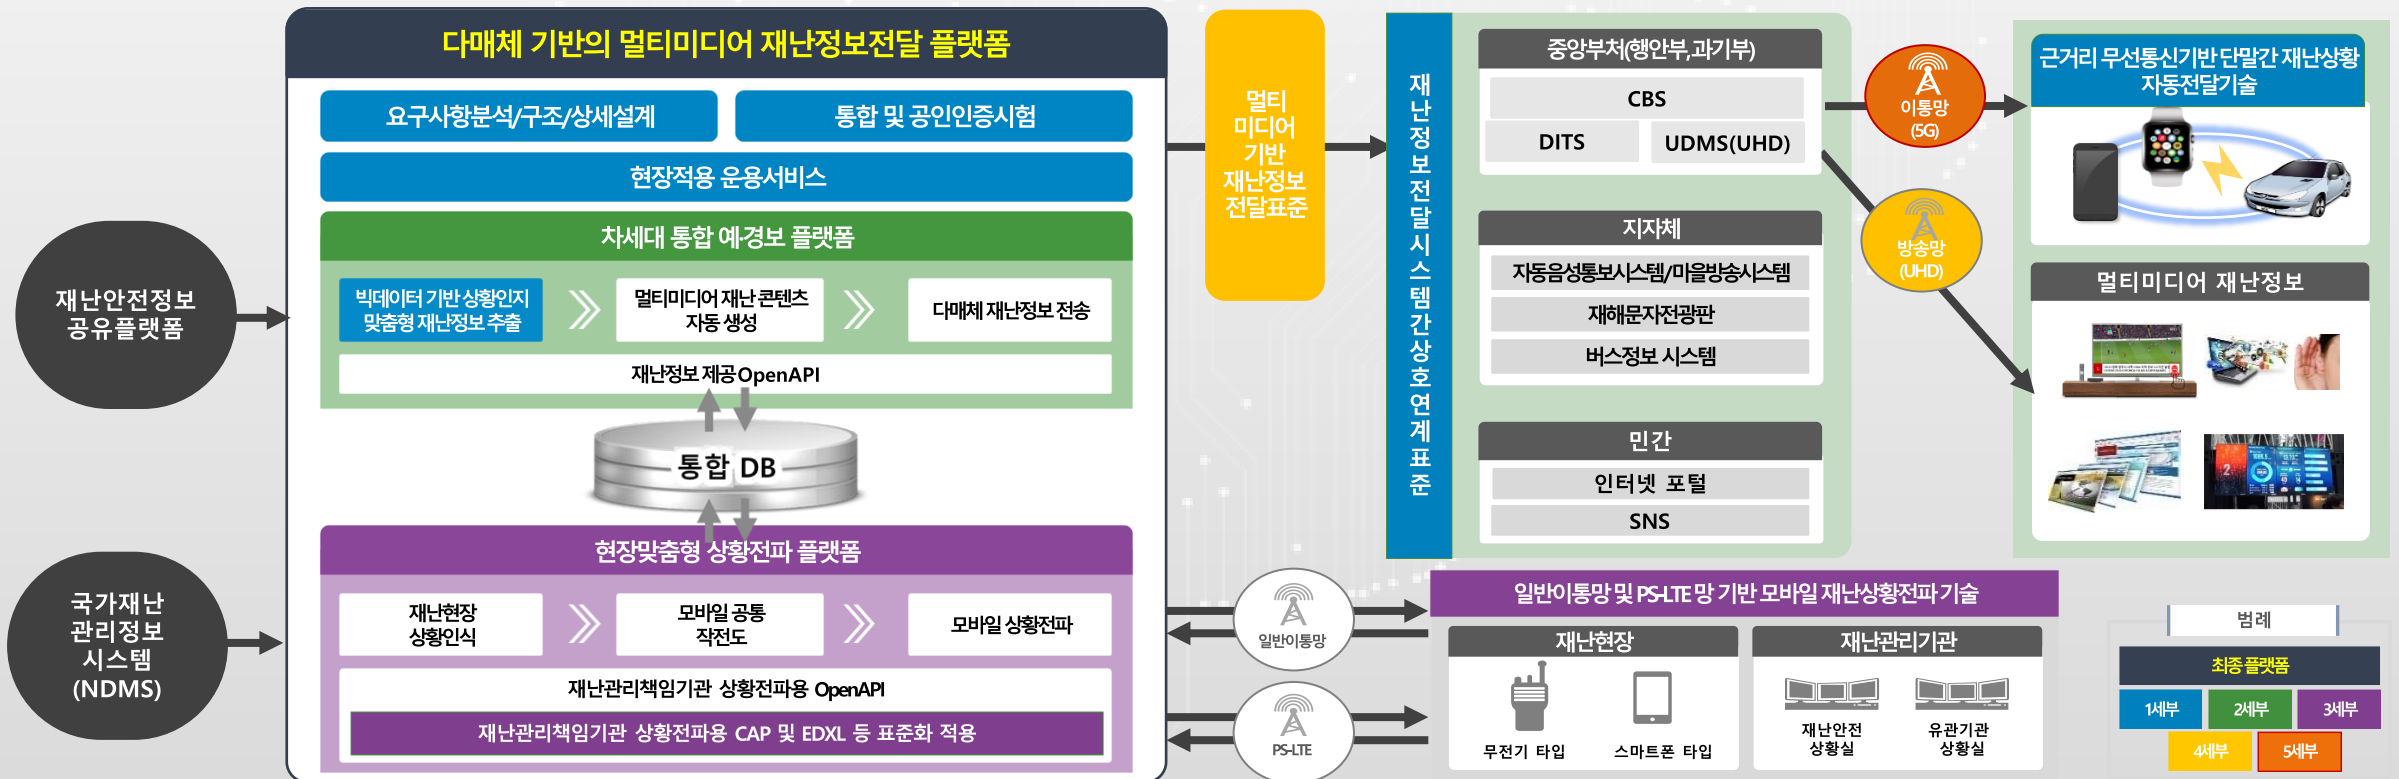 재난안전정보
공유플랫폼
국가재난
관리정보
시스템
(NDMS)
다매체 기반의 멀티미디어 재난정보전달 플랫폼
요구사항분석/구조/상세설계
통합 및 공인인증시험
현장적용 운용서비스
차세대 통합 예·경보 플랫폼
빅데이터 기반 상황인지
맞춤형 재난정보 추출
멀티미디어 재난 콘텐츠
자동 생성
다매체 재난정보 전송
재난정보 제공 OpenAPI
통합 DB
현장맞춤형 상황전파 플랫폼
재난현장
상황인식
모바일 공통
작전도
모바일 상황전파
재난관리책임기관 상황전파용 OpenAPI
재난관리책임기관 상황전파용 CAP 및 EDXL 등 표준화 적용
멀티
미디어
기반
재난정보
전달표준
재난정보전달시스템간상호연계표준
중앙부처(행안부,과기부)
CBS
DITS
UDMS(UHD)
지자체
자동음성통보시스템/마을방송시스템
재해문자전광판
버스정보 시스템
민간
인터넷 포털
SNS
이통망
(5G)
방송망
(UHD)
근거리 무선통신기반 단말간 재난상황
자동전달기술
멀티미디어 재난정보
일반이통망
PS-LTE
일반이통망 및 PS-LTE 망 기반 모바일 재난상황전파 기술
재난현장
무전기 타입
스마트폰 타입
재난관리기관
재난안전
상황실
유관기관
상황실
범례
최종 플랫폼
1세부
2세부
3세부
4세부
5세부